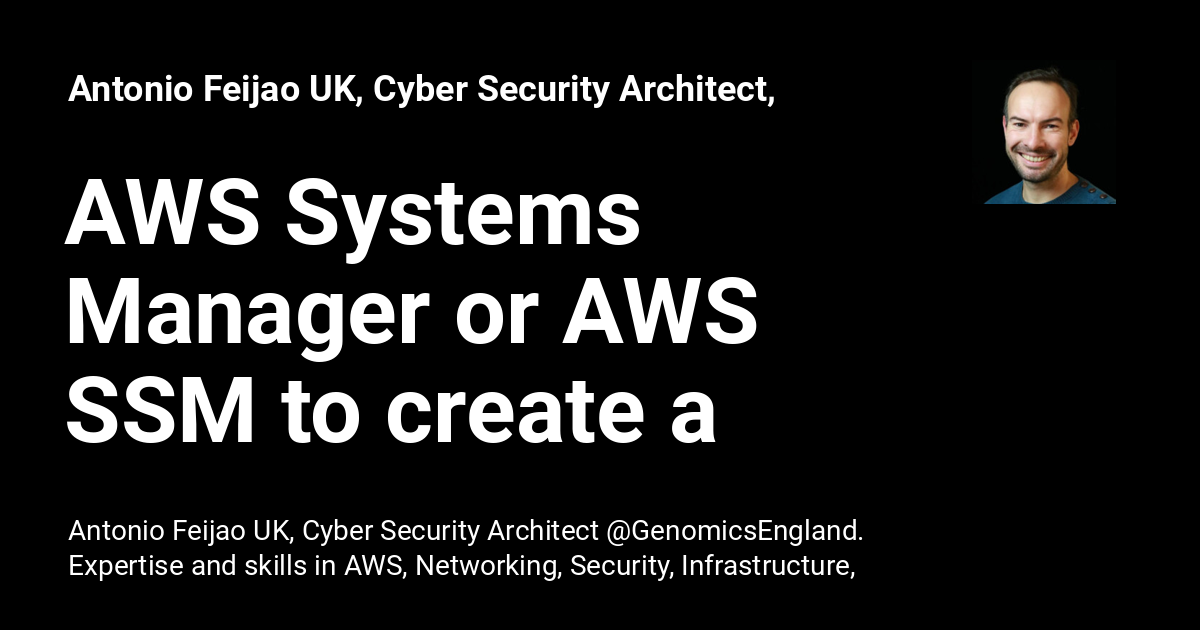 Antonio Feijao UK, Cyber Security Architect,
AWS Systems
Manager or AWS
SSM to create a
Antonio Feijao UK, Cyber Security Architect @GenomicsEngland.
Expertise and skills in AWS, Networking, Security, Infrastructure,